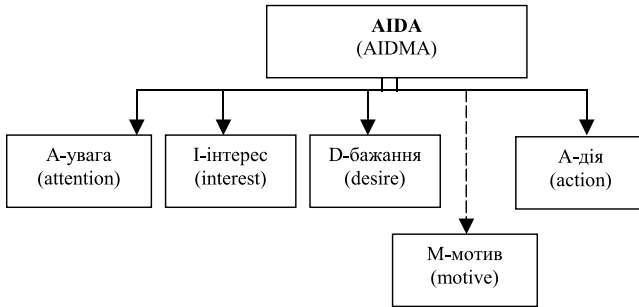 AIDA
(AIDMA)
А-увага
(attention)
І-інтерес
(interest)
D-бажання
(desire)
А-дія
(action)
М-мотив
(motive)